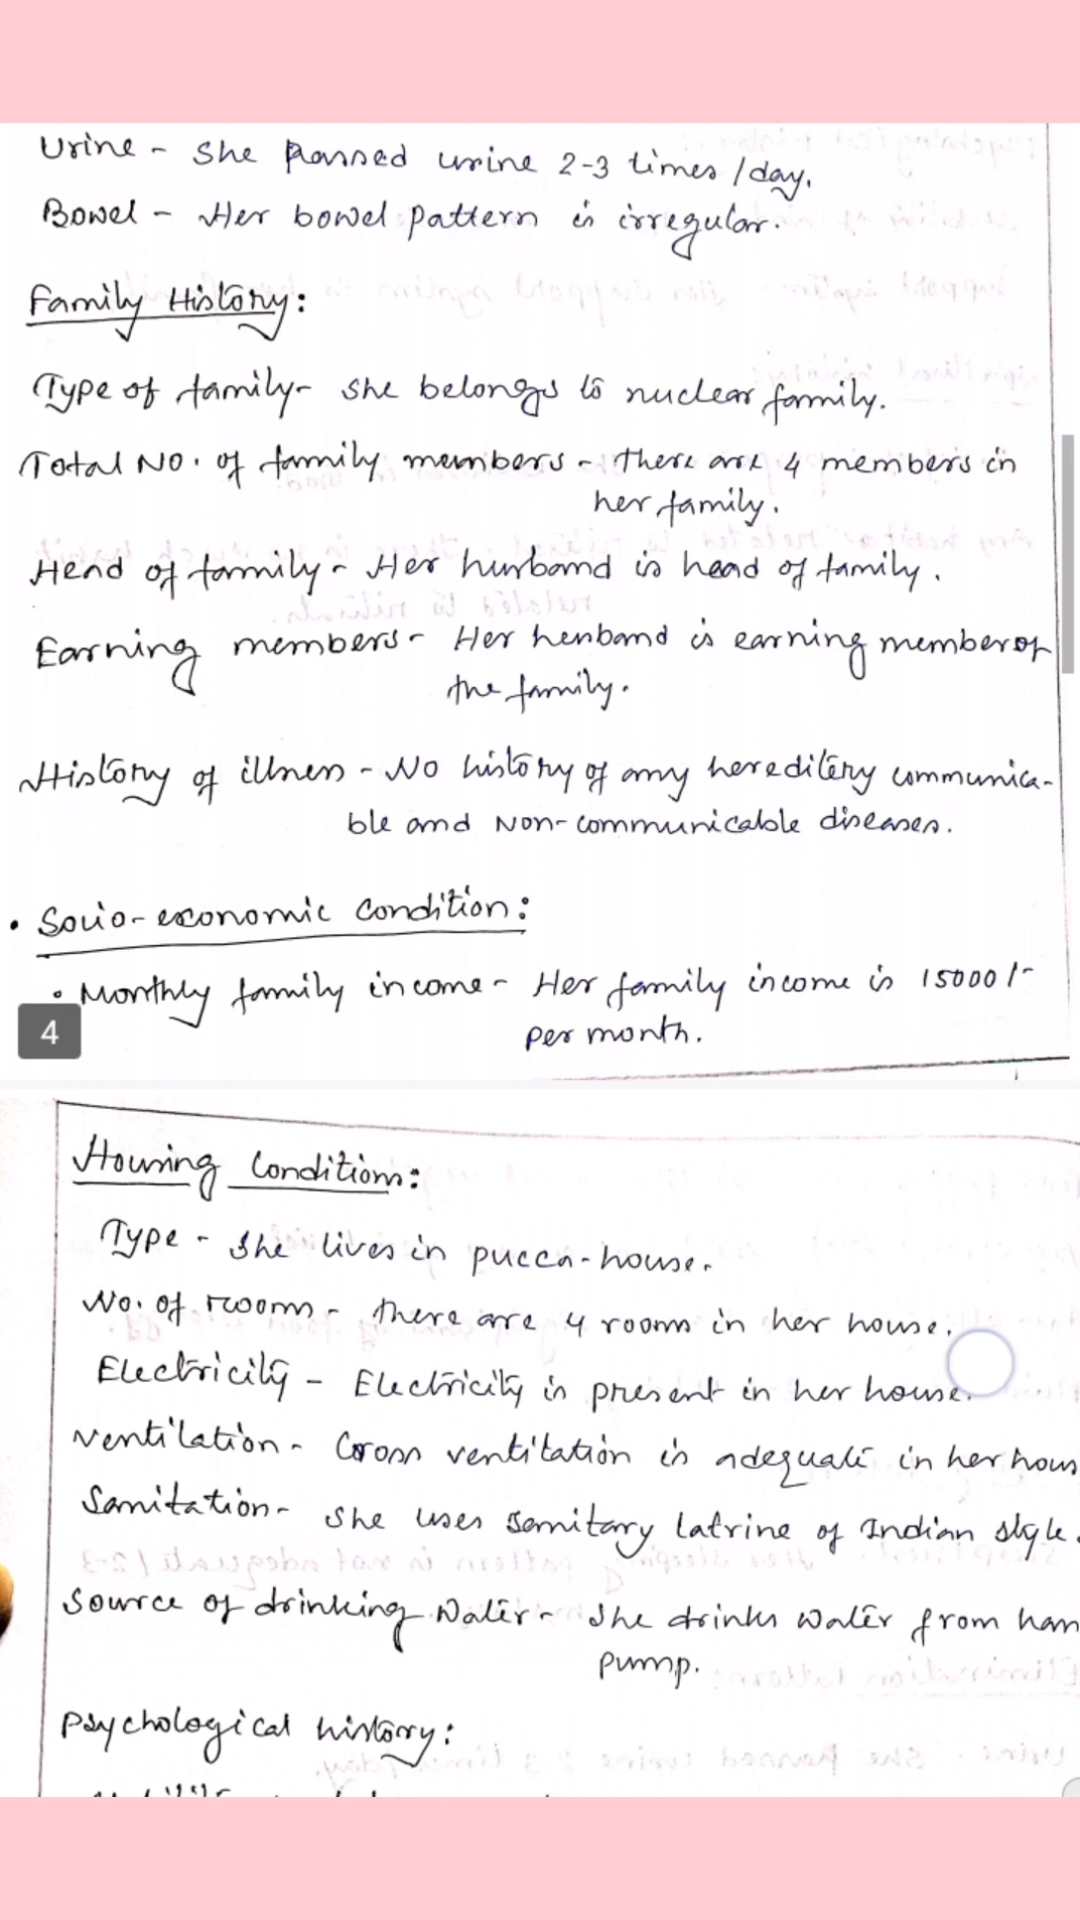 Urine - She passed urine 2-3 times /day.
Bowel - Her bowel pattern is irregular.
Family History:
Type of family - She belongs to nuclear family.
Total No. of family members - there are 4 members in
her family.
Head of family - Her husband is head of family.
Earning members - Her husband is earning member of
the family.
History of illness - No history of any hereditery communica-
ble and Non-communicable diseases.
• Socio-economic Condition:
• Monthly family income - Her family income is 15000/-
per month.
4
Housing Conditions:
Type - She lives in pucca-house.
No. of rooms - there are 4 rooms in her house.
Electricity - Electricity is present in her house.
Ventilation - Cross ventilation is adequate in her hous
Sanitation - She uses sanitary latrine of Indian style.
Source of drinking Water - She drinks water from han
pump.
Psychological history: